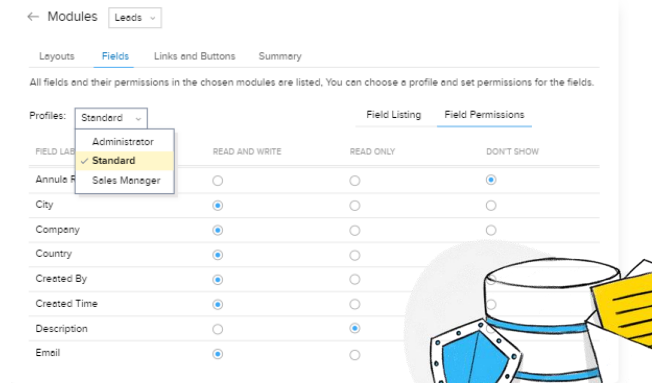 Modules Leads
Layouts Fields Links and Buttons Summary
All fields and their permissions in the chosen modules are listed, You can choose a profile and set permissions for the fields.
Profiles: Standard Field Listing Field Permissions
Administrator
Standard
Sales Manager
FIELD READ AND WRITE READ ONLY DON'T SHOW
Annula
City
Company
Country
Created By
Created Time
Description
Email